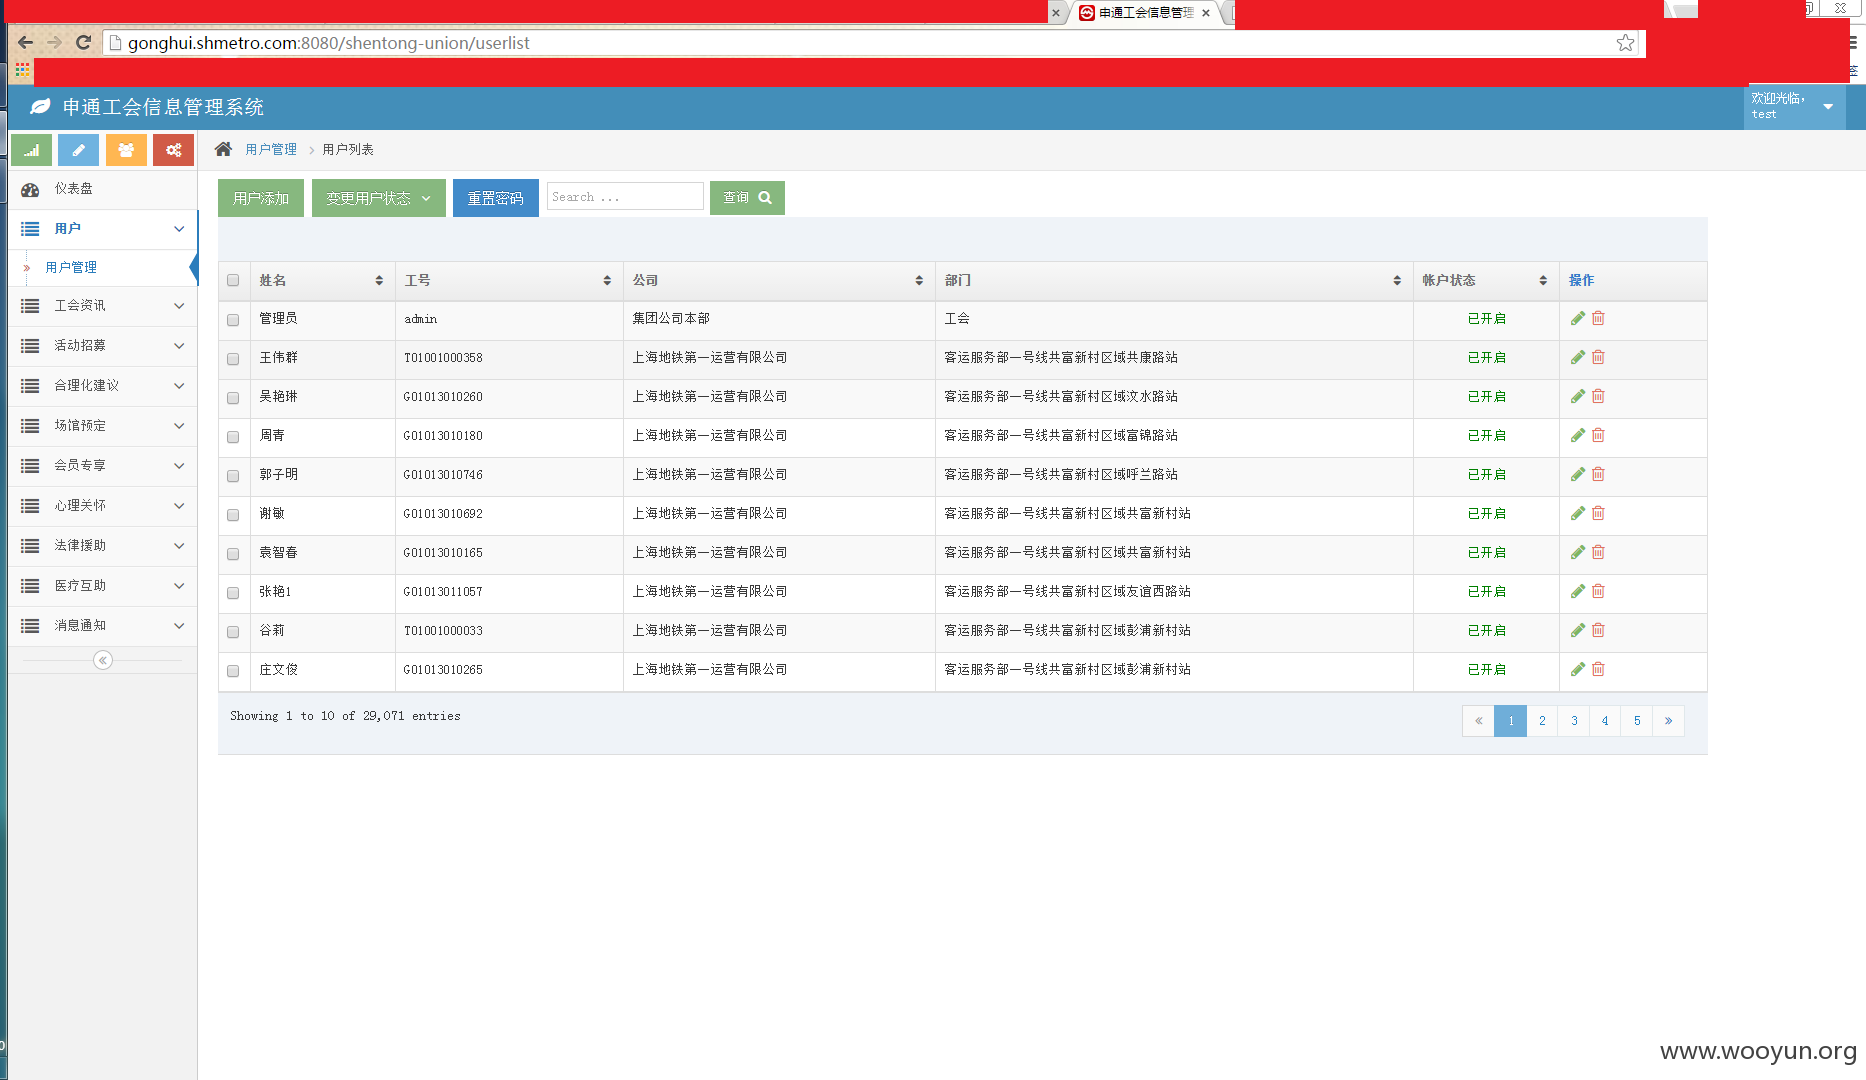 申通工会信息管理
gonghui.shmetro.com:8080/shentong-union/userlist
申通工会信息管理系统
欢迎光临，
test
用户管理 > 用户列表
仪表盘
用户
用户管理
工会资讯
活动招募
合理化建议
场馆预定
会员专享
心理关怀
法律援助
医疗互助
消息通知
用户添加 变更用户状态 重置密码 Search ... 查询
姓名 工号 公司 部门 帐户状态 操作
管理员 admin 集团公司本部 工会 已开启
王伟群 T01001000358 上海地铁第一运营有限公司 客运服务部一号线共富新村区域共康路站 已开启
吴艳琳 G01013010260 上海地铁第一运营有限公司 客运服务部一号线共富新村区域汶水路站 已开启
周青 G01013010180 上海地铁第一运营有限公司 客运服务部一号线共富新村区域富锦路站 已开启
郭子明 G01013010746 上海地铁第一运营有限公司 客运服务部一号线共富新村区域呼兰路站 已开启
谢敏 G01013010692 上海地铁第一运营有限公司 客运服务部一号线共富新村区域共富新村站 已开启
袁智春 G01013010165 上海地铁第一运营有限公司 客运服务部一号线共富新村区域共富新村站 已开启
张艳1 G01013011057 上海地铁第一运营有限公司 客运服务部一号线共富新村区域友谊西路站 已开启
谷莉 T01001000033 上海地铁第一运营有限公司 客运服务部一号线共富新村区域彭浦新村站 已开启
庄文俊 G01013010265 上海地铁第一运营有限公司 客运服务部一号线共富新村区域彭浦新村站 已开启
Showing 1 to 10 of 29,071 entries
« 1 2 3 4 5 »
www.wooyun.org